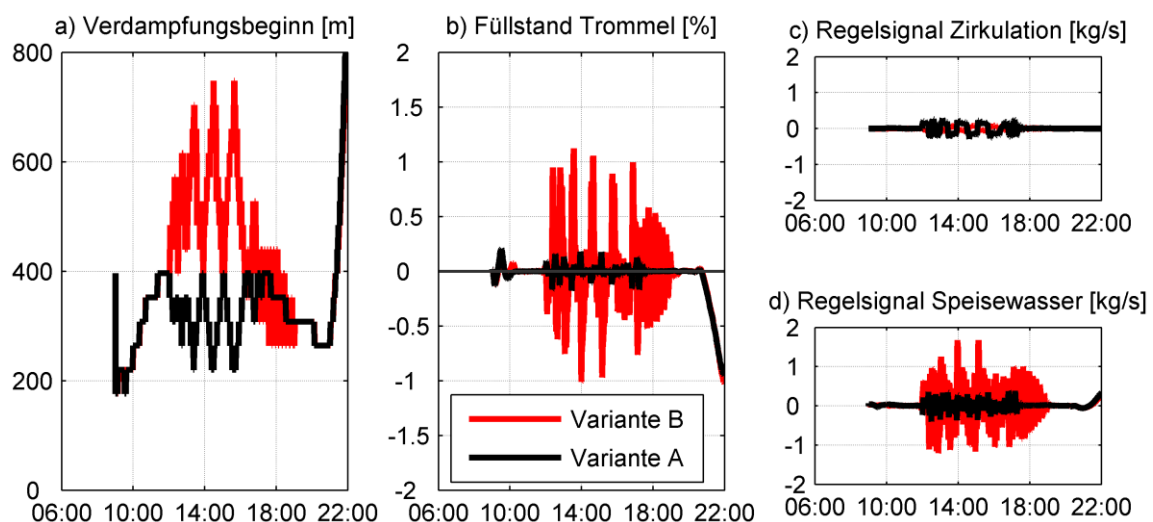 a) Verdampfungsbeginn [m]
800
600
400
200
0
06:00 10:00 14:00 18:00 22:00
b) Füllstand Trommel [%]
2
1.5
1
0.5
0
-0.5
-1
-1.5
-2
06:00 10:00 14:00 18:00 22:00
Variante B
Variante A
c) Regelsignal Zirkulation [kg/s]
2
1
0
-1
-2
06:00 10:00 14:00 18:00 22:00
d) Regelsignal Speisewasser [kg/s]
2
1
0
-1
-2
06:00 10:00 14:00 18:00 22:00